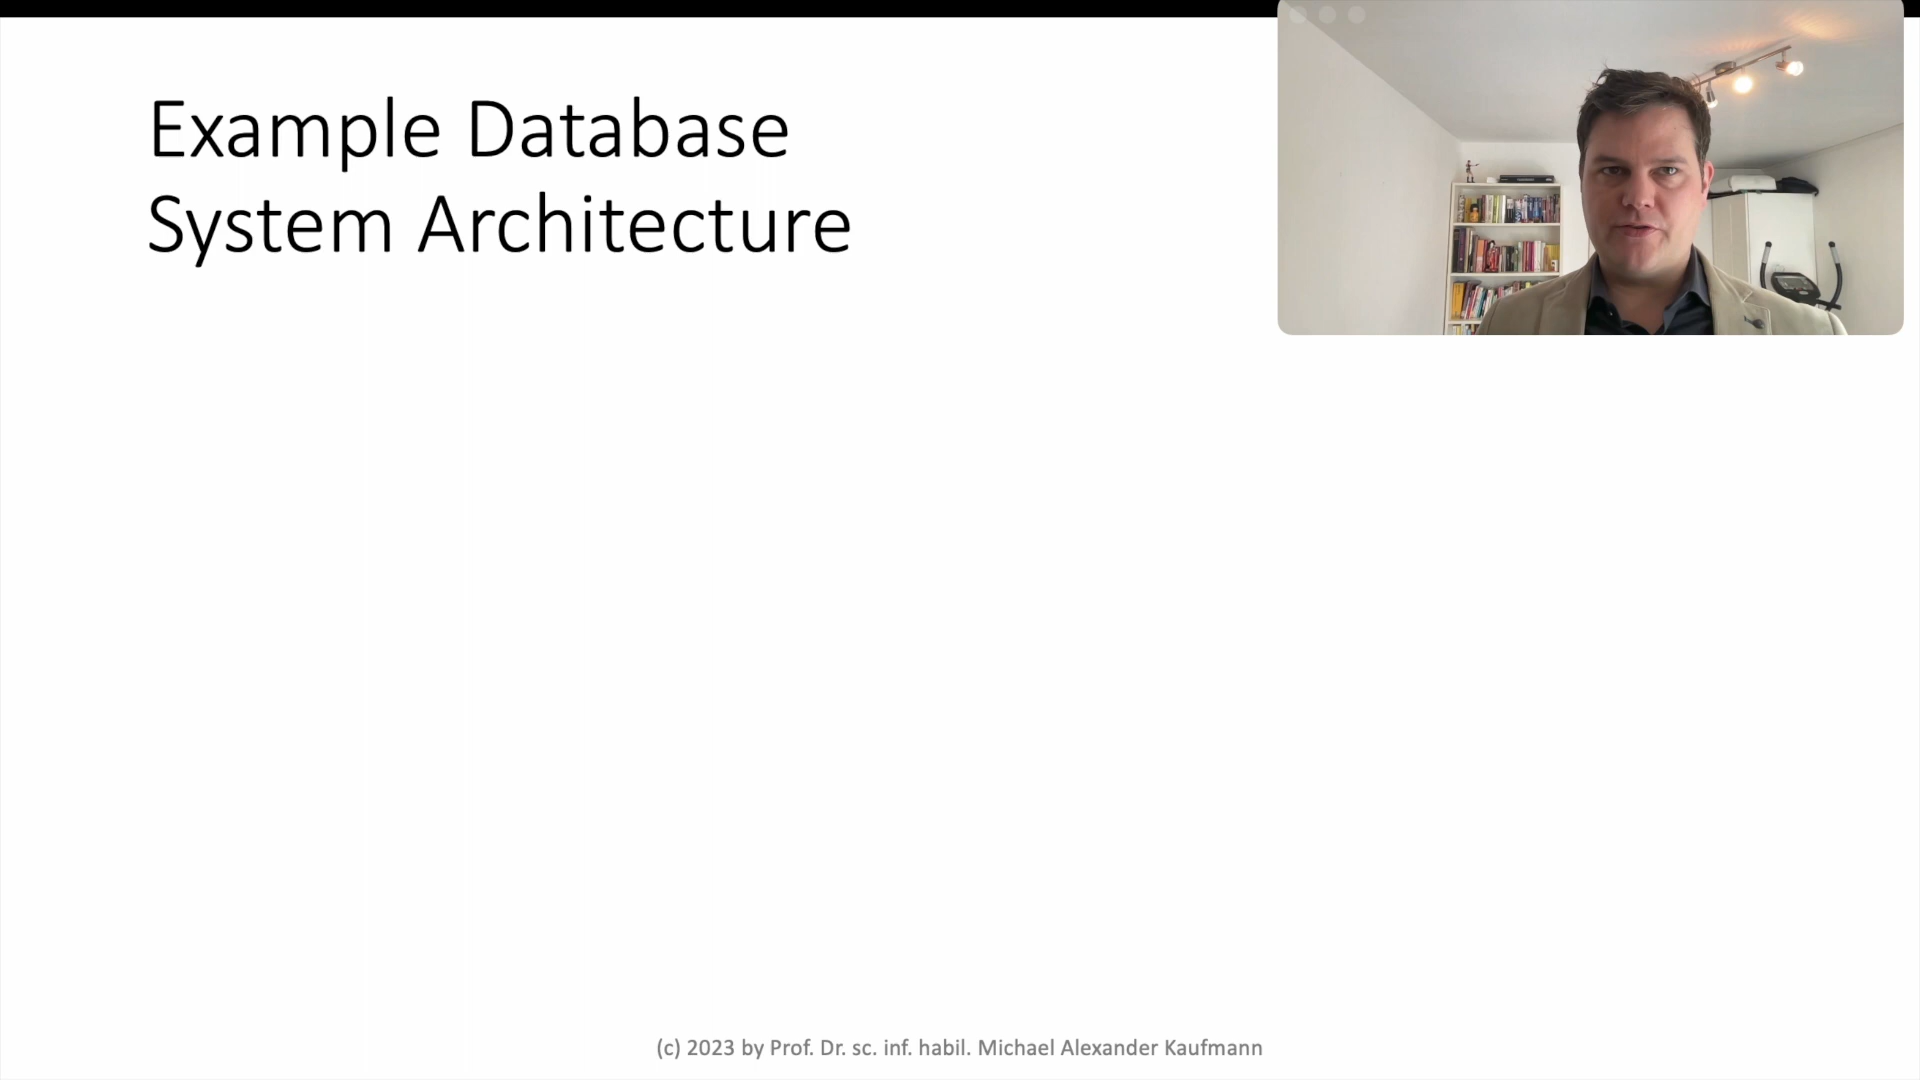 Example Database
System Architecture
(c) 2023 by Prof. Dr. sc. inf. habil. Michael Alexander Kaufmann